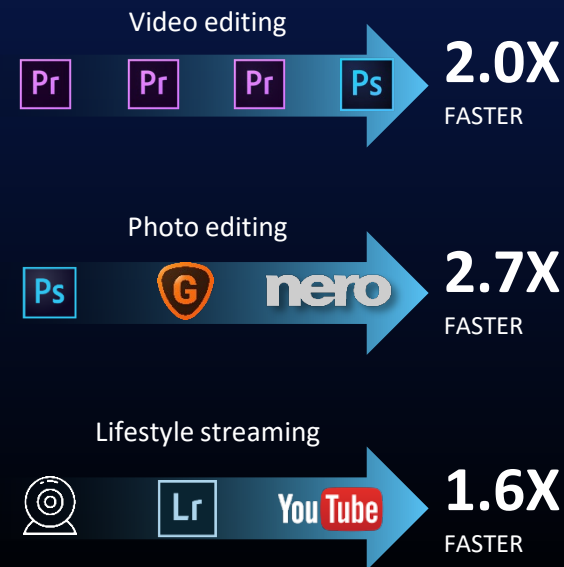 Video editing
Pr Pr Pr Ps
2.0X
FASTER
Photo editing
Ps G nero
2.7X
FASTER
Lifestyle streaming
Lr YouTube
1.6X
FASTER